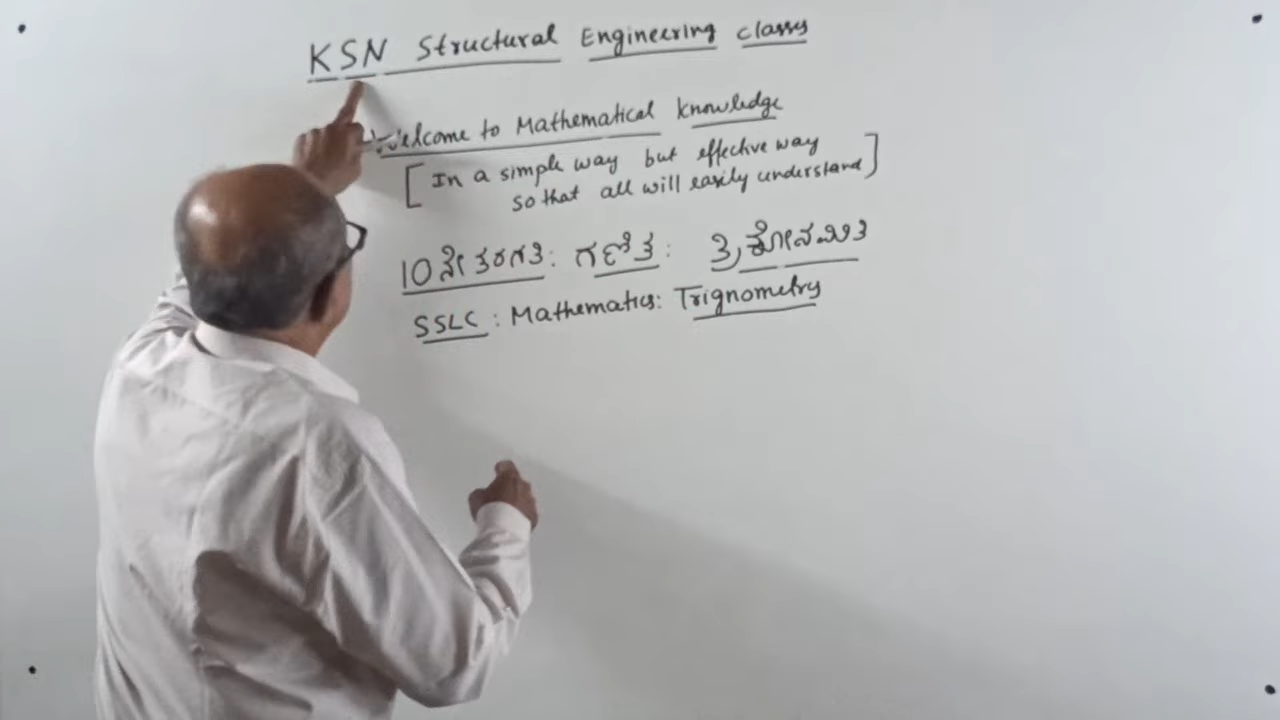 KSN Structural Engineering classes
Welcome to Mathematical knowledge
[In a simple way but effective way
so that all will easily understand]
10ನೇ ತರಗತಿ: ಗಣಿತ: ತ್ರಿಕೋನಮಿತಿ
SSLC: Mathematics: Trignometry